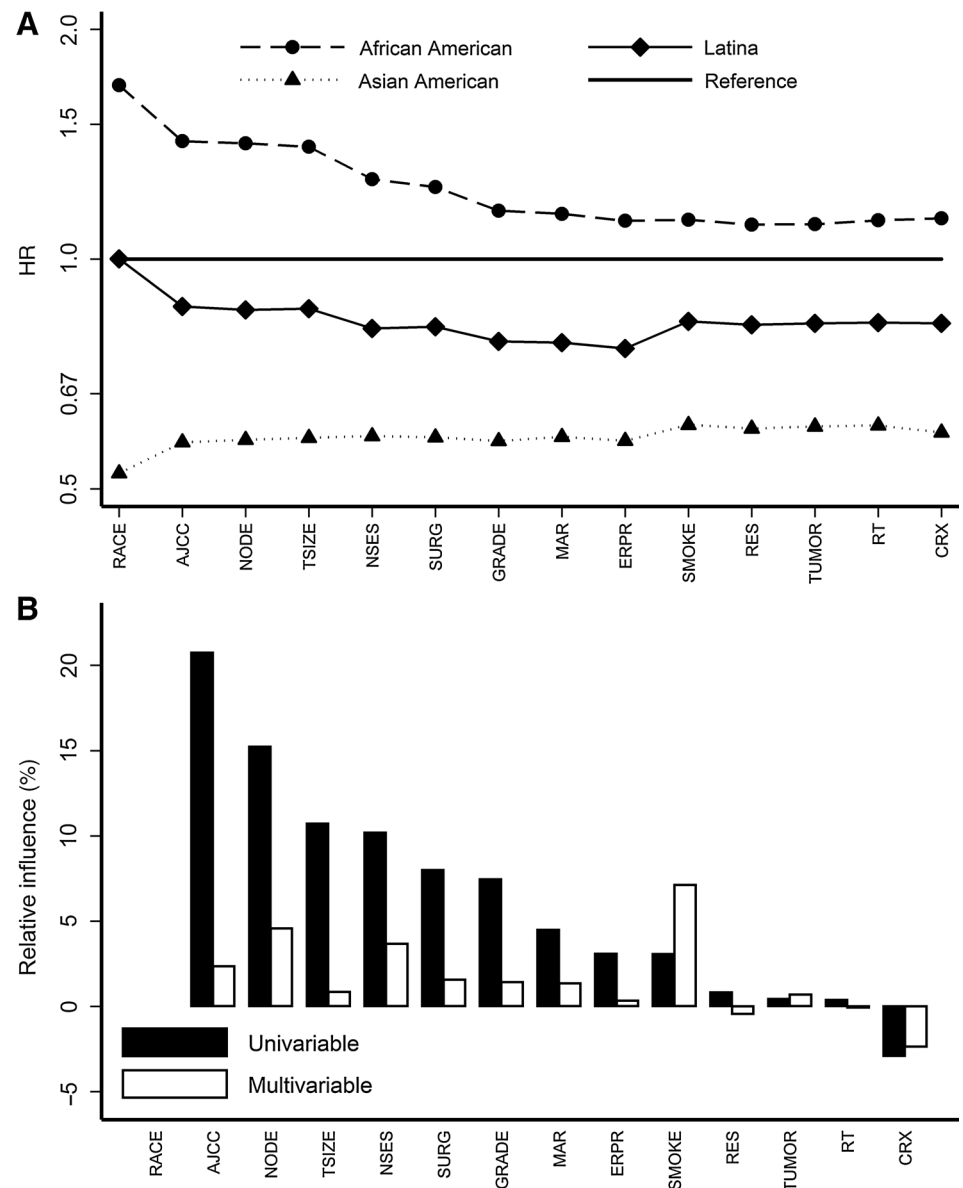 A
African American
Latina
Asian American
Reference
HR
2.0
1.5
1.0
0.67
0.5
RACE AJCC NODE TSIZE NSES SURG GRADE MAR ERPR SMOKE RES TUMOR RT CRX
B
Relative influence (%)
20
15
10
5
0
−5
Univariable
Multivariable
RACE AJCC NODE TSIZE NSES SURG GRADE MAR ERPR SMOKE RES TUMOR RT CRX